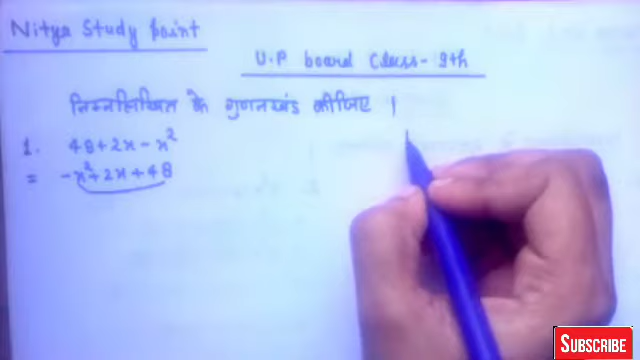 Nitya Study Point
U.P board Class- 9th
निम्नलिखित के गुणनखंड कीजिए।
1. 48+2x-x²
= -x²+2x+48
SUBSCRIBE